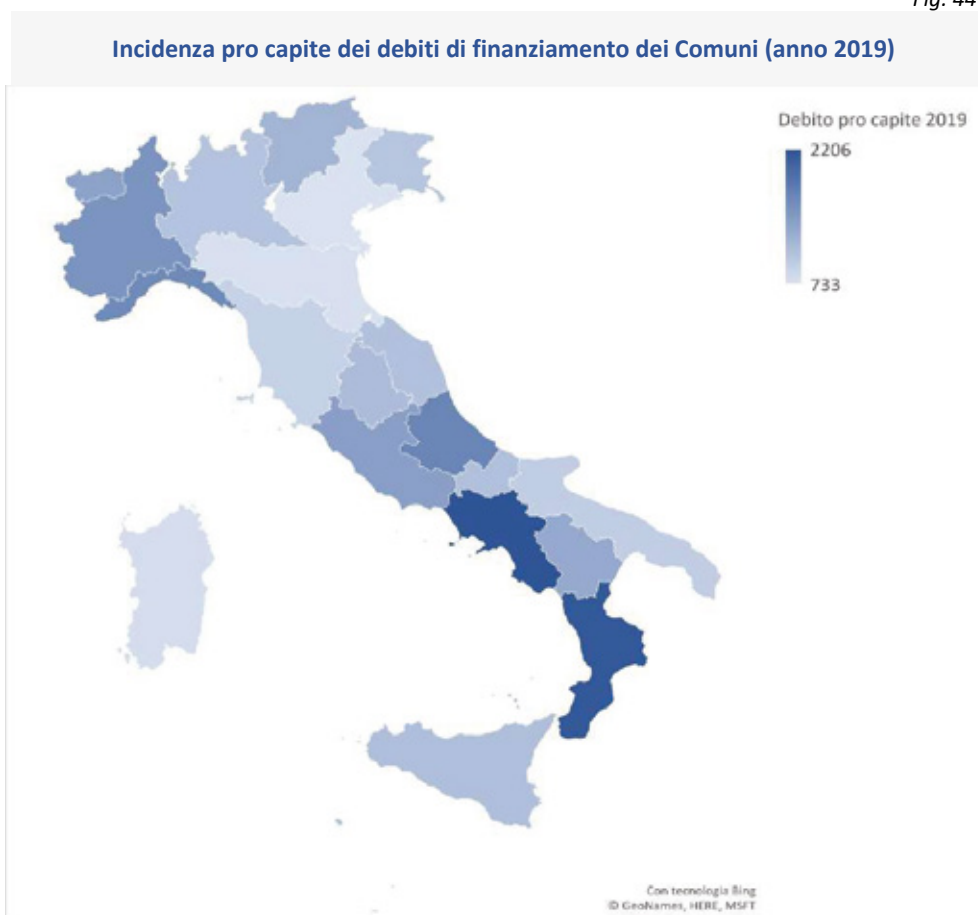 Fig. 44
Incidenza pro capite dei debiti di finanziamento dei Comuni (anno 2019)
Debito pro capite 2019
2206
733
Con tecnologia Bing
© GeoNames, HERE, MSFT